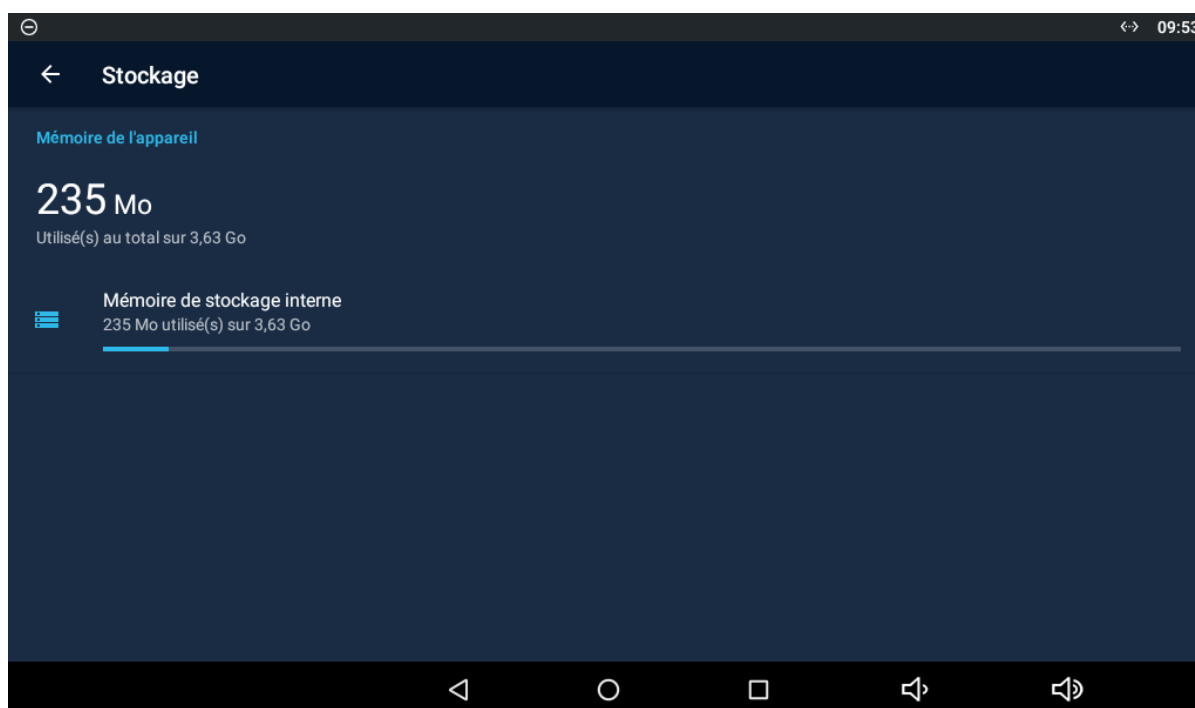 09:53
Stockage
Mémoire de l'appareil
235 Mo
Utilisé(s) au total sur 3,63 Go
Mémoire de stockage interne
235 Mo utilisé(s) sur 3,63 Go